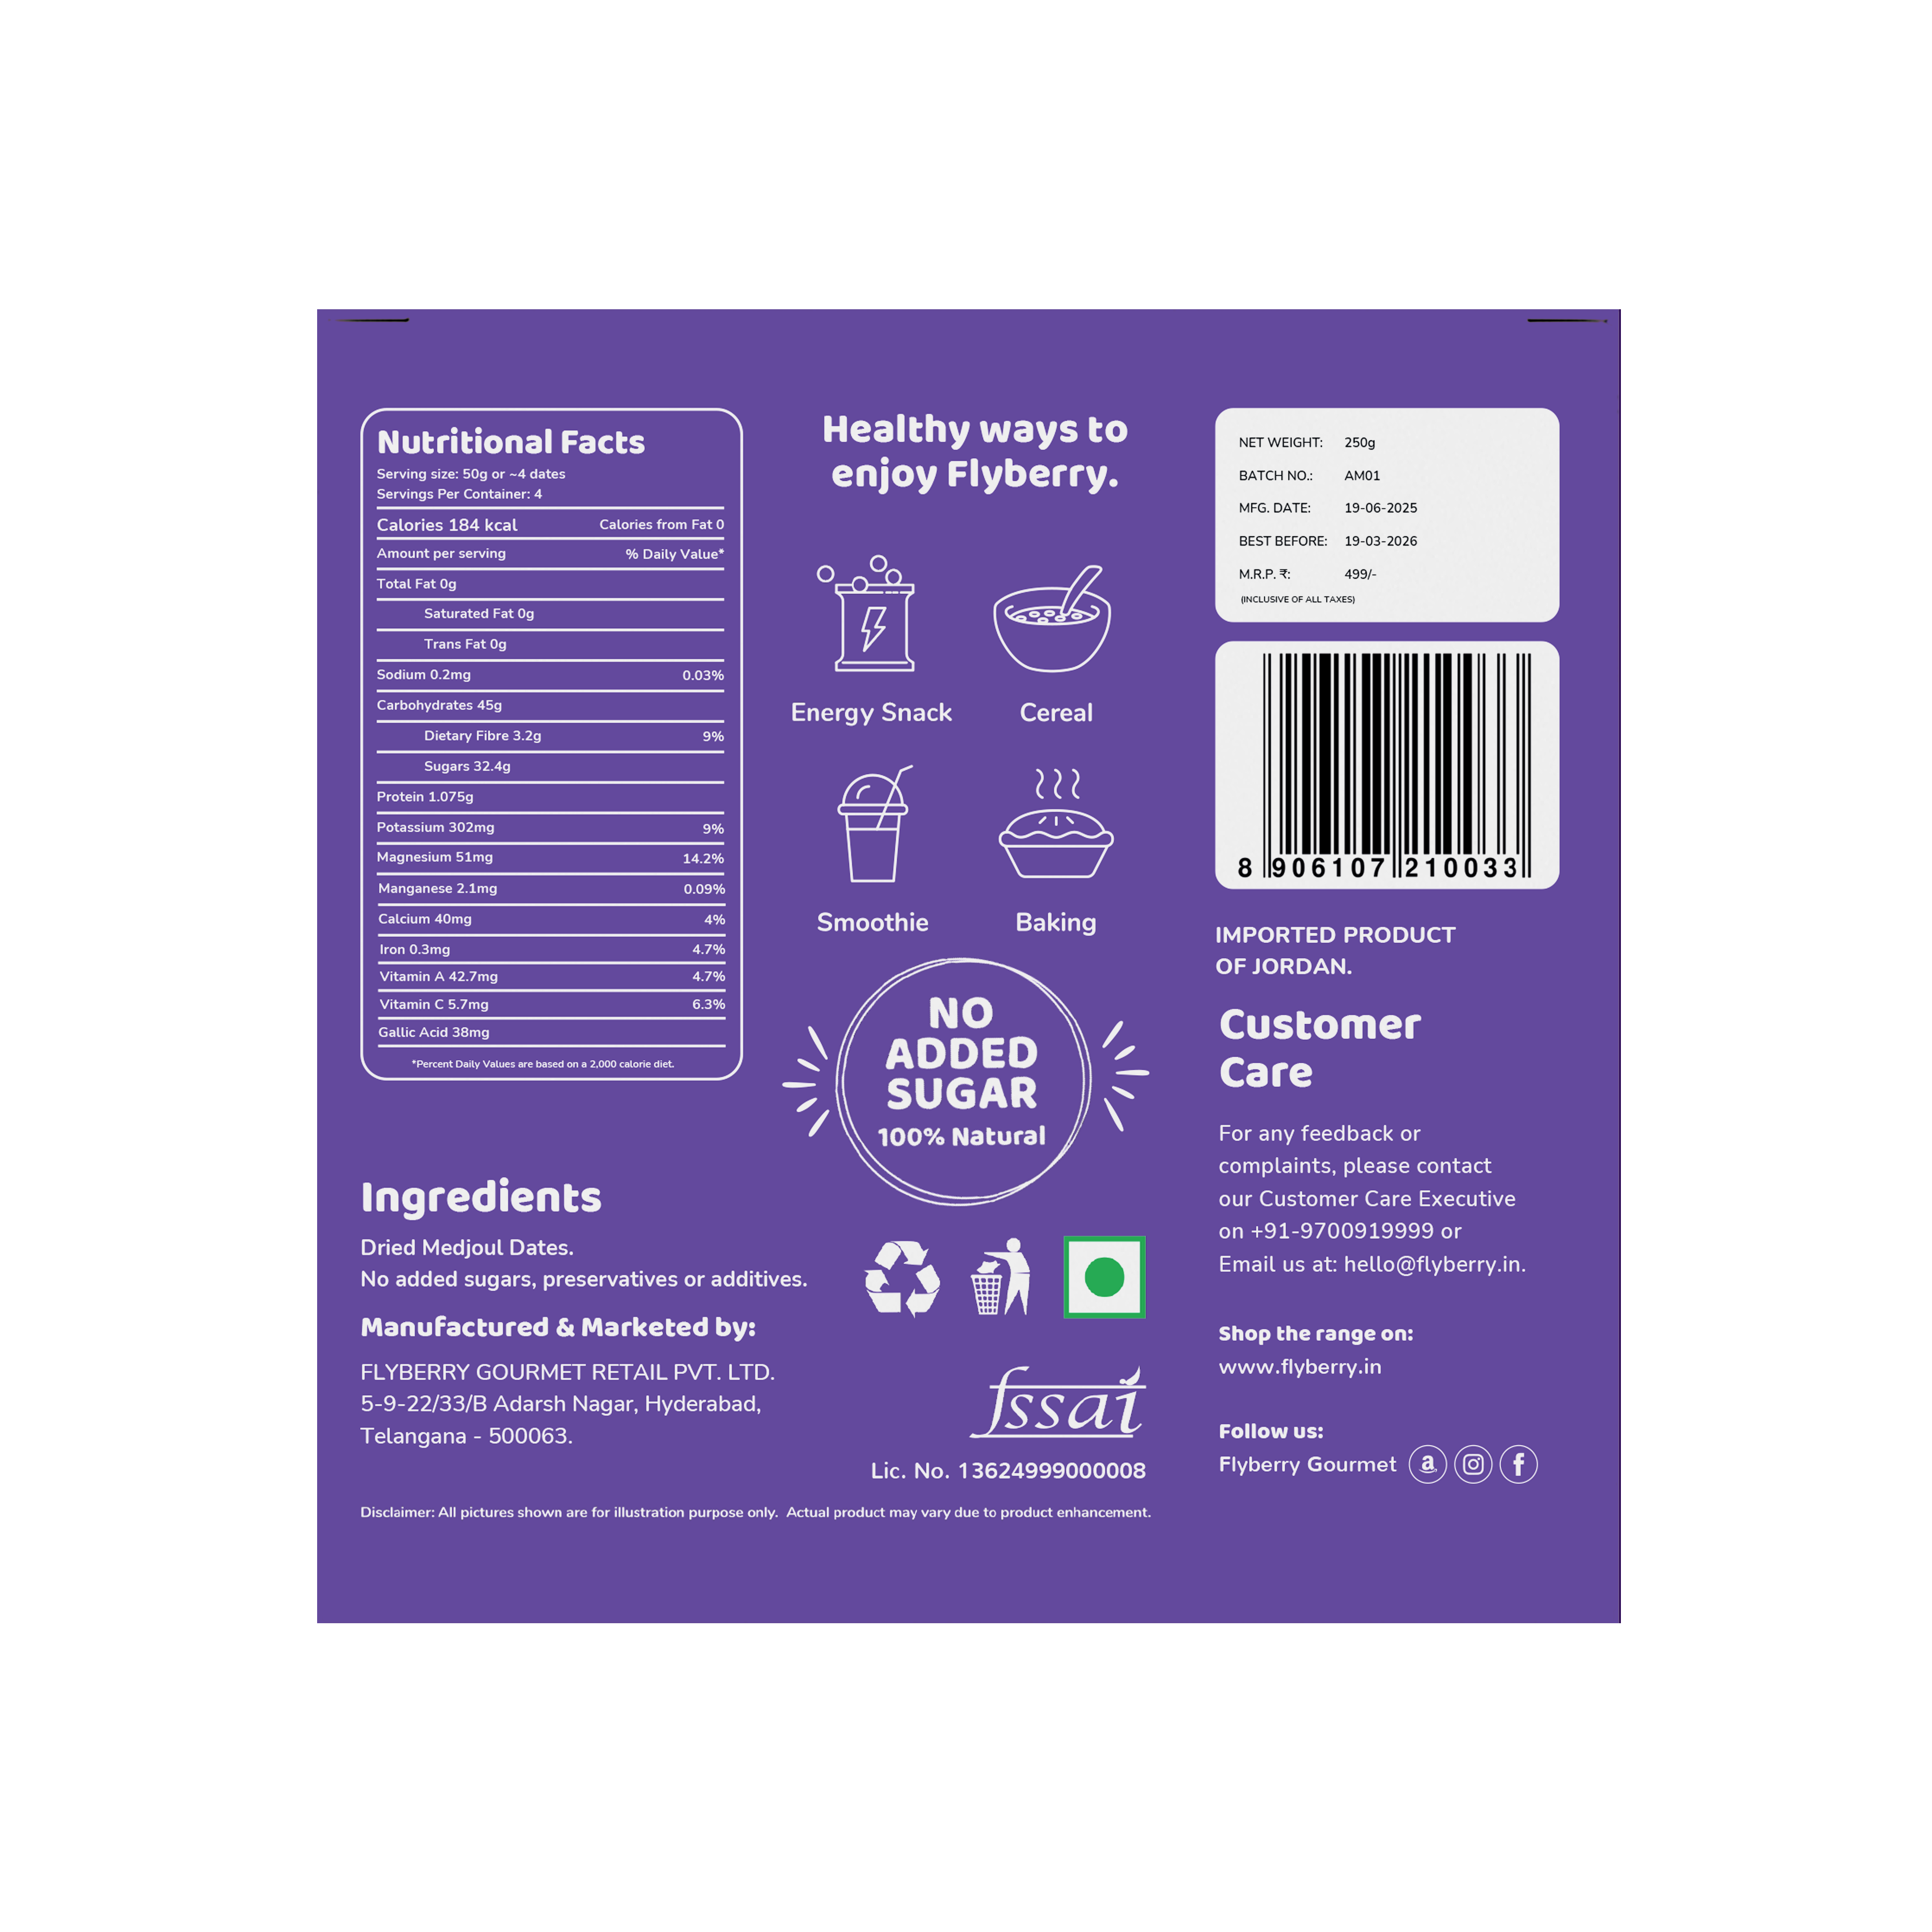 Nutritional Facts
Serving size: 50g or ~4 dates
Servings Per Container: 4
Calories 184 kcal Calories from Fat 0
Amount per serving % Daily Value*
Total Fat 0g
Saturated Fat 0g
Trans Fat 0g
Sodium 0.2mg 0.03%
Carbohydrates 45g
Dietary Fibre 3.2g 9%
Sugars 32.4g
Protein 1.075g
Potassium 302mg 9%
Magnesium 51mg 14.2%
Manganese 2.1mg 0.09%
Calcium 40mg 4%
Iron 0.3mg 4.7%
Vitamin A 42.7mg 4.7%
Vitamin C 5.7mg 6.3%
Gallic Acid 38mg
*Percent Daily Values are based on a 2,000 calorie diet.
Ingredients
Dried Medjoul Dates.
No added sugars, preservatives or additives.
Manufactured & Marketed by:
FLYBERRY GOURMET RETAIL PVT. LTD.
5-9-22/33/B Adarsh Nagar, Hyderabad,
Telangana - 500063.
Healthy ways to
enjoy Flyberry.
Energy Snack Cereal
Smoothie Baking
NO
ADDED
SUGAR
100% Natural
fssai
Lic. No. 13624999000008
Disclaimer: All pictures shown are for illustration purpose only. Actual product may vary due to product enhancement.
NET WEIGHT: 250g
BATCH NO.: AM01
MFG. DATE: 19-06-2025
BEST BEFORE: 19-03-2026
M.R.P. ₹: 499/-
(INCLUSIVE OF ALL TAXES)
8 906107 210033
IMPORTED PRODUCT
OF JORDAN.
Customer
Care
For any feedback or
complaints, please contact
our Customer Care Executive
on +91-9700919999 or
Email us at: hello@flyberry.in.
Shop the range on:
www.flyberry.in
Follow us:
Flyberry Gourmet